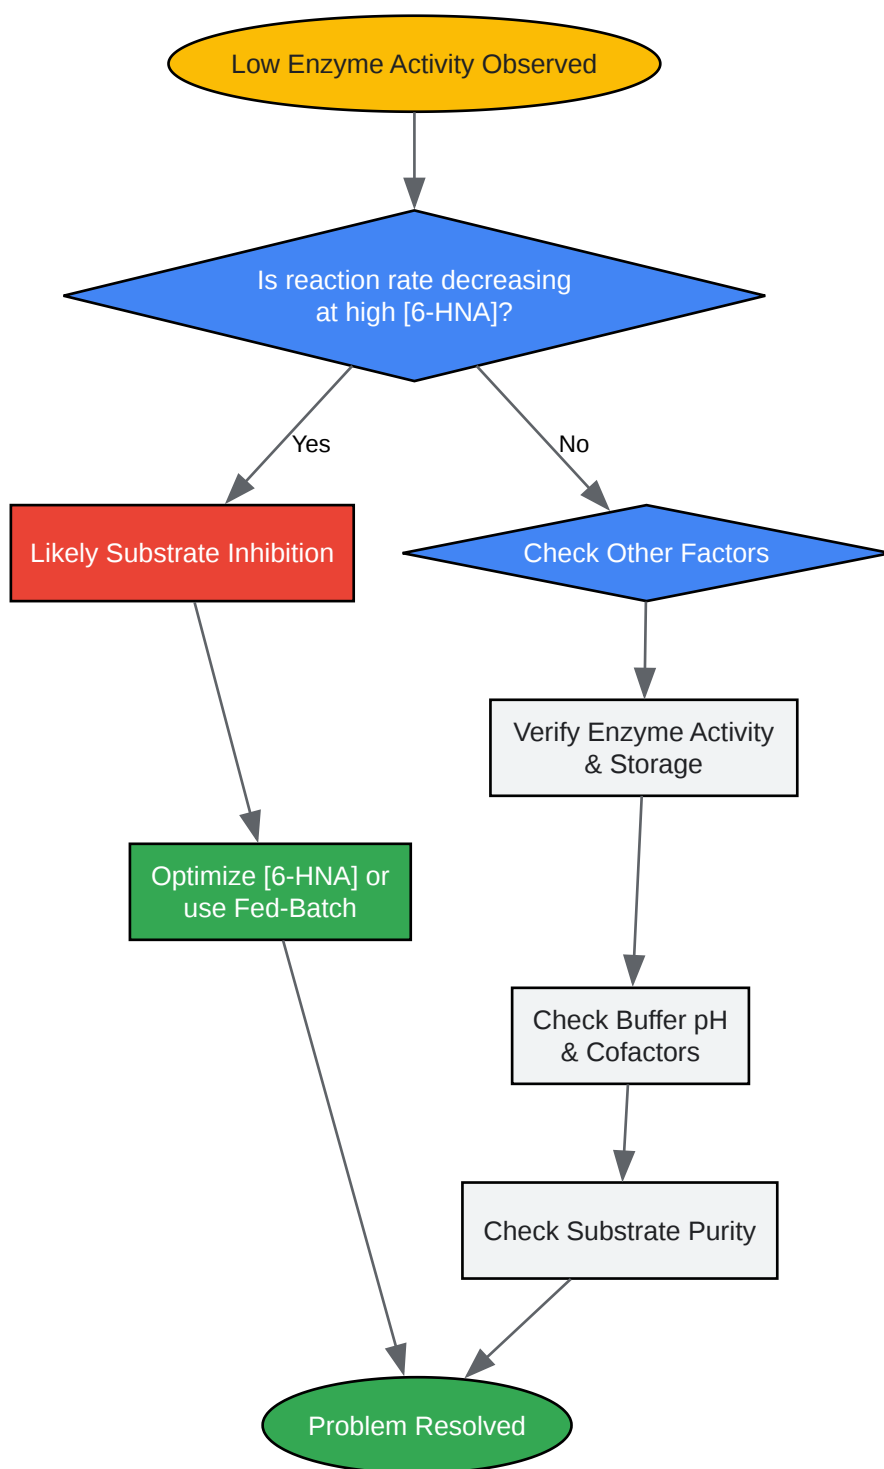 Low Enzyme Activity Observed
Is reaction rate decreasing
at high [6-HNA]?
Yes
No
Likely Substrate Inhibition
Check Other Factors
Verify Enzyme Activity
& Storage
Optimize [6-HNA] or
use Fed-Batch
Check Buffer pH
& Cofactors
Check Substrate Purity
Problem Resolved